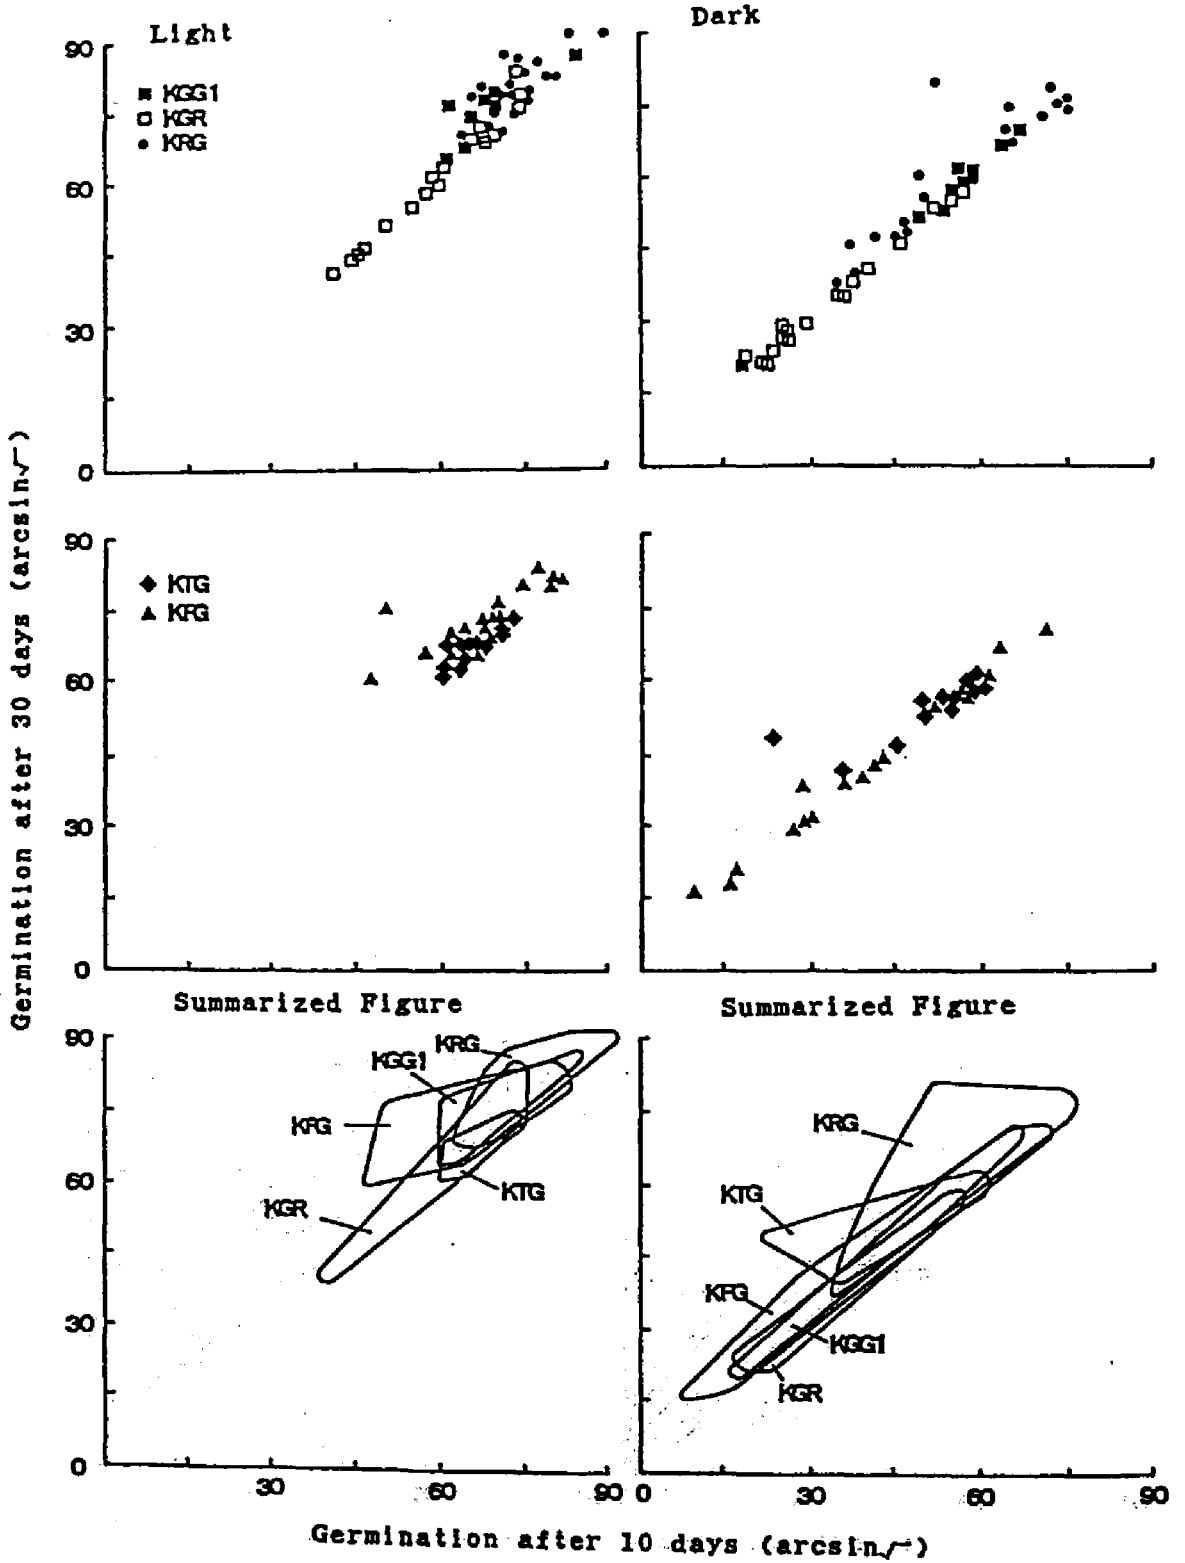 Light
Dark
90
KGG1
KGR
KRG
60
30
0
90
KTG
KFG
60
30
0
Germination after 30 days (arcsin√‾)
Summarized Figure
Summarized Figure
90
KRG
KGG1
KFG
60
KTG
KGR
30
0
KRG
KTG
KFG
KGG1
KGR
30
60
90
0
30
60
90
Germination after 10 days (arcsin√‾)